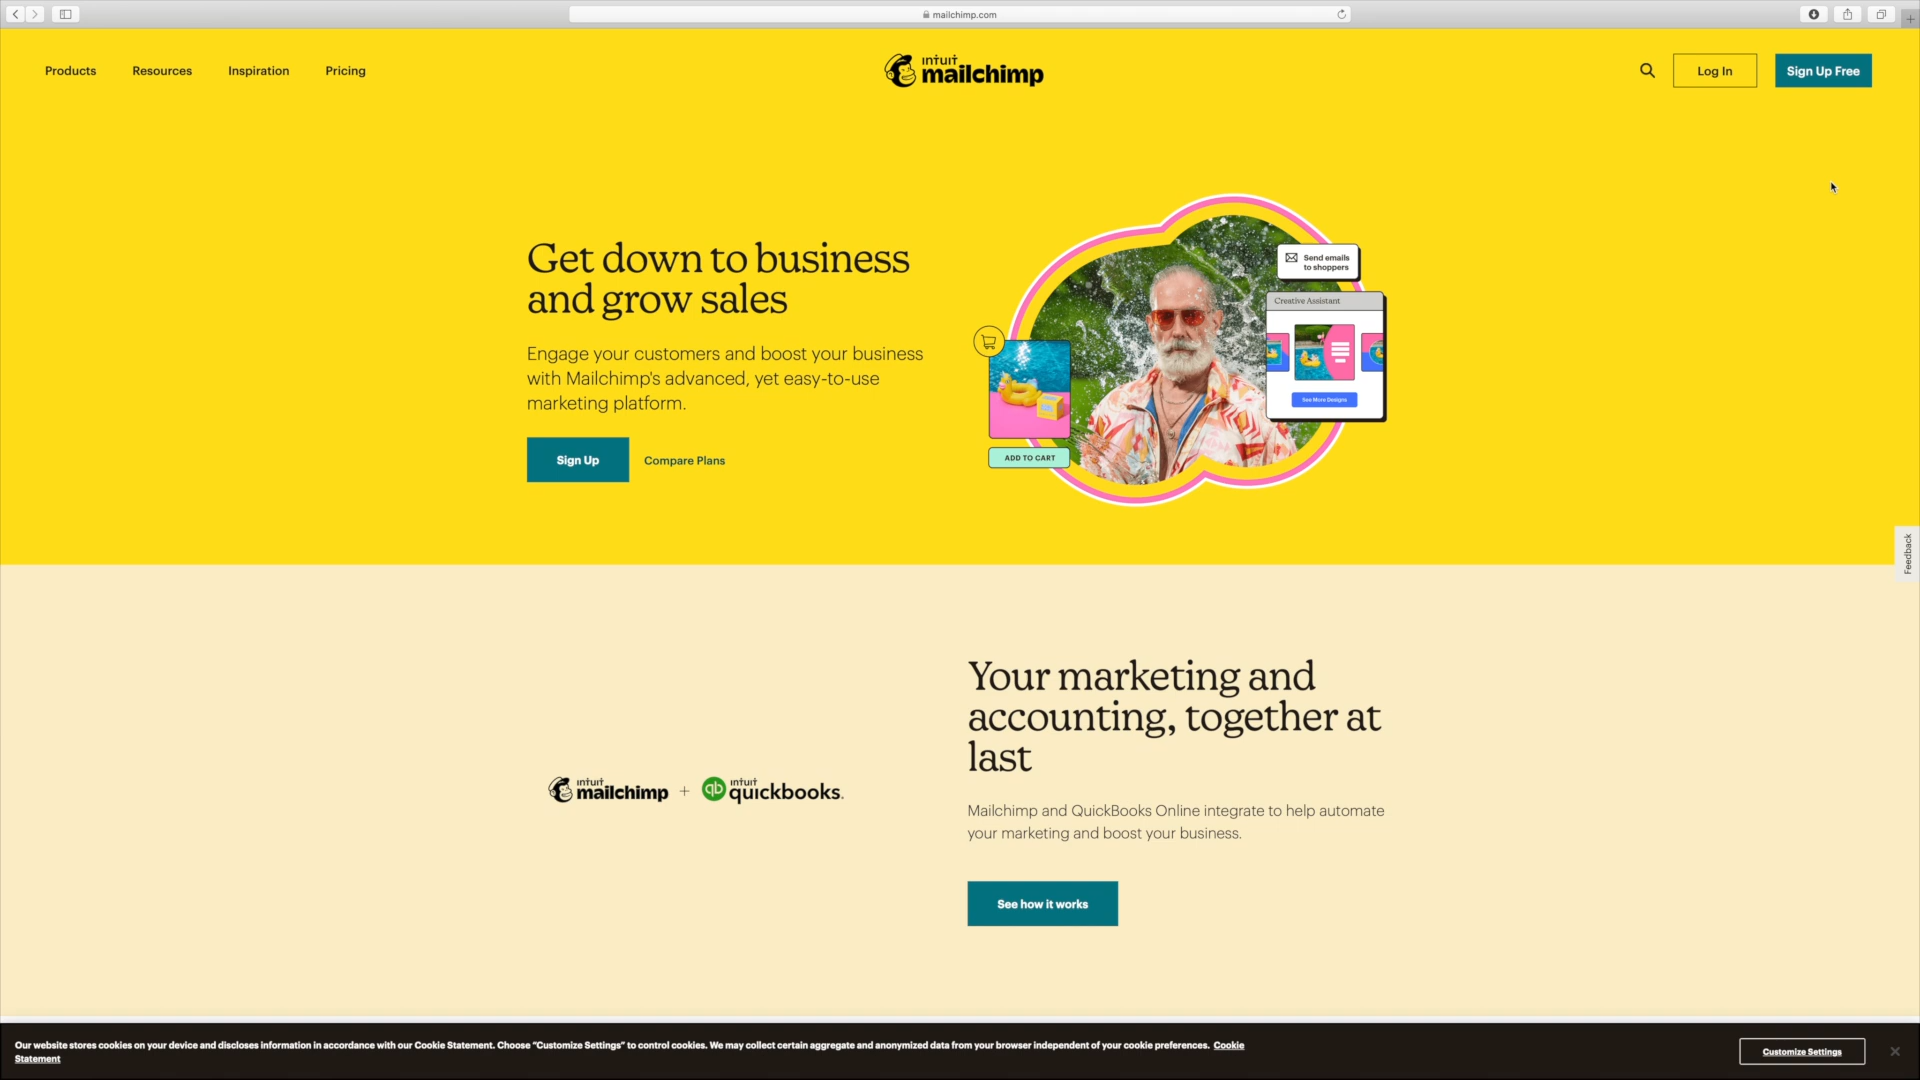 mailchimp.com
Products
Resources
Inspiration
Pricing
intuit
mailchimp
Log In
Sign Up Free
Get down to business
and grow sales
Engage your customers and boost your business
with Mailchimp's advanced, yet easy-to-use
marketing platform.
Sign Up
Compare Plans
Send emails
to shoppers
Creative Assistant
See More Designs
ADD TO CART
Feedback
Your marketing and
accounting, together at
last
intuit
mailchimp
+
qb
intuit
quickbooks.
Mailchimp and QuickBooks Online integrate to help automate
your marketing and boost your business.
See how it works
Our website stores cookies on your device and discloses information in accordance with our Cookie Statement. Choose "Customize Settings" to control cookies. We may collect certain aggregate and anonymized data from your browser independent of your cookie preferences. Cookie
Statement
Customize Settings